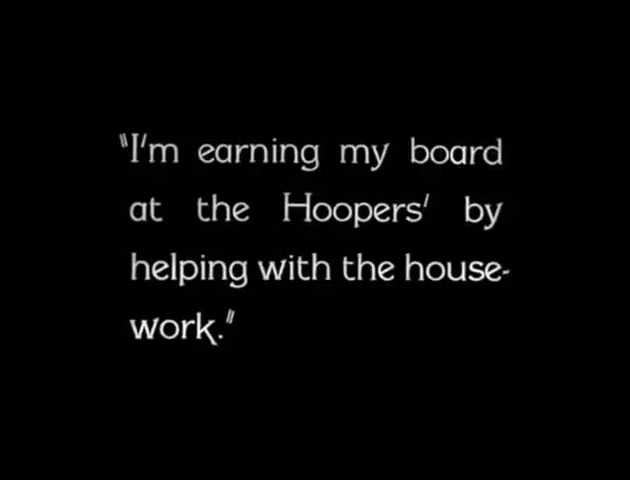 "I'm earning my board
at the Hoopers' by
helping with the house-
work."